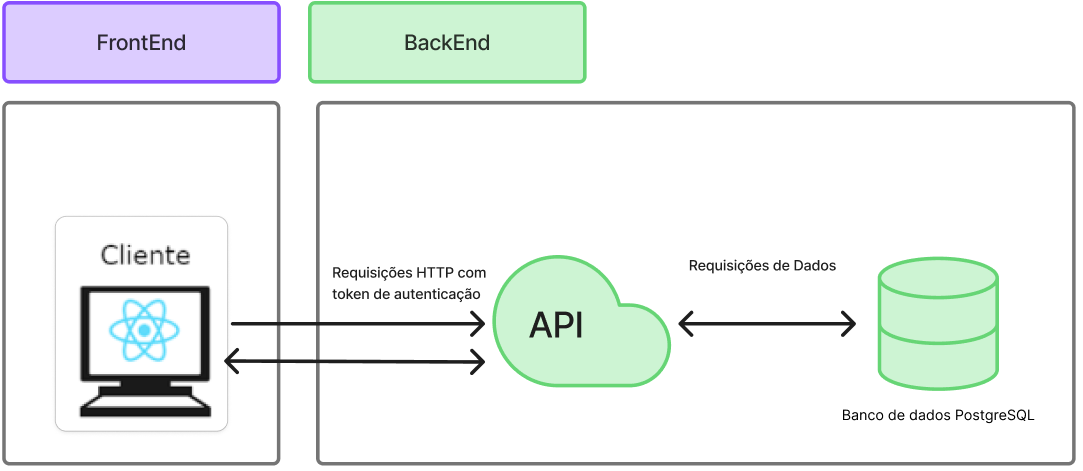 FrontEnd
BackEnd
Cliente
Requisições HTTP com
token de autenticação
API
Requisições de Dados
Banco de dados PostgreSQL